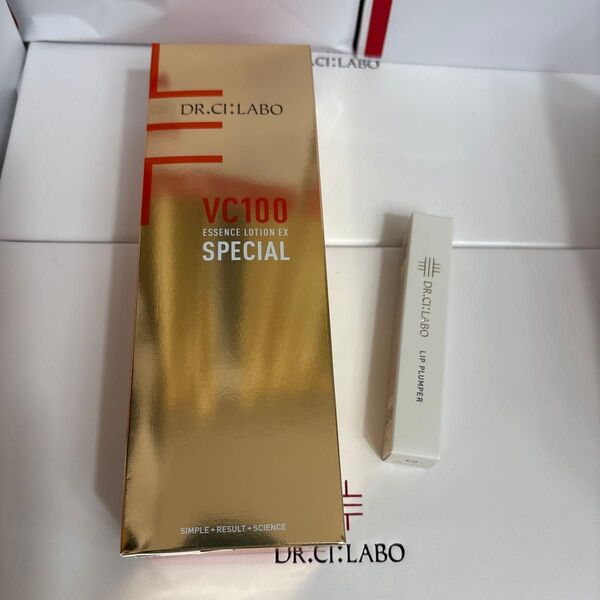 DR.CI:LABO
DR.CI:LABO
VC100
ESSENCE LOTION EX
SPECIAL
SIMPLE+RESULT+SCIENCE
DR.CI:LABO
LIP PLUMPER
DR.CI:LABO